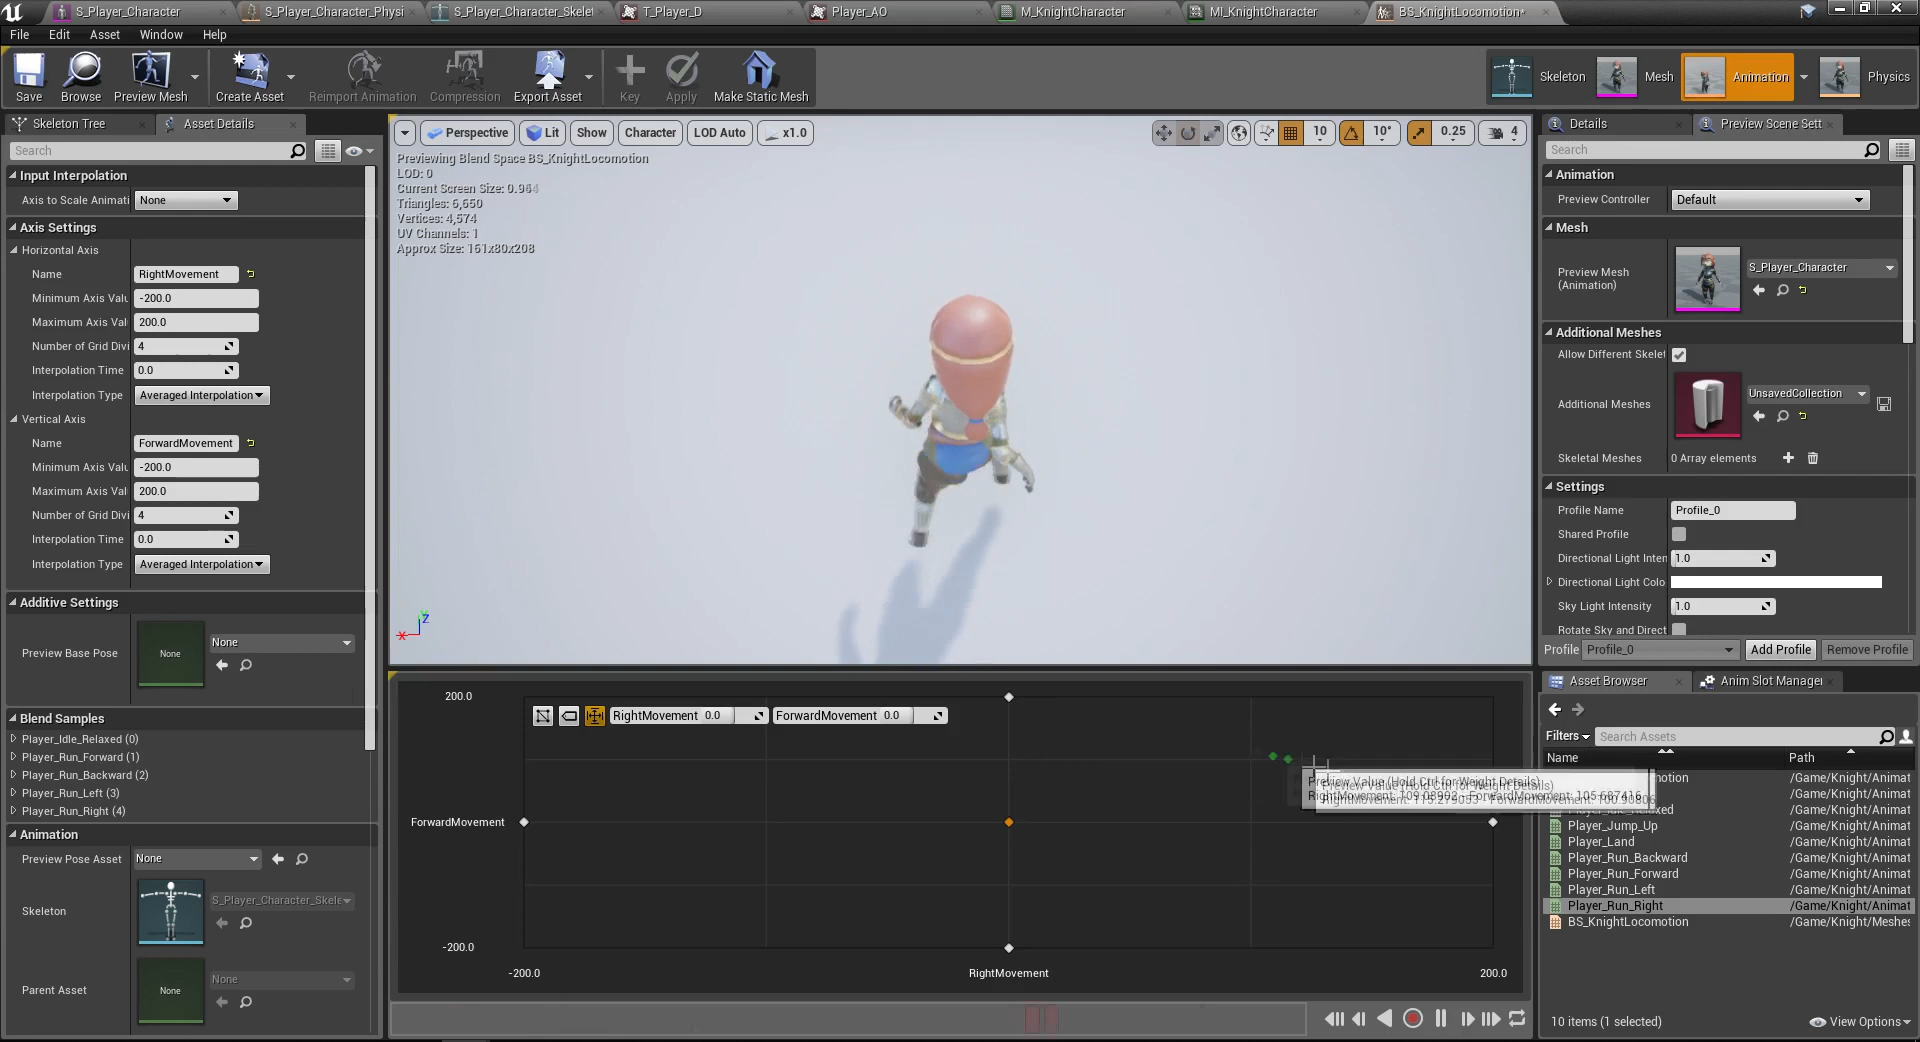 S_Player_Character
S_Player_Character_Physi
S_Player_Character_Skelet
T_Player_D
Player_AO
M_KnightCharacter
MI_KnightCharacter
BS_KnightLocomotion*
File Edit Asset Window Help
Save
Browse
Preview Mesh
Create Asset
Reimport Animation
Compression
Export Asset
Key
Apply
Make Static Mesh
Skeleton
Mesh
Animation
Physics
Skeleton Tree
Asset Details
Search
Input Interpolation
Axis to Scale Animati None
Axis Settings
Horizontal Axis
Name RightMovement
Minimum Axis Valu -200.0
Maximum Axis Val 200.0
Number of Grid Divi 4
Interpolation Time 0.0
Interpolation Type Averaged Interpolation
Vertical Axis
Name ForwardMovement
Minimum Axis Valu -200.0
Maximum Axis Val 200.0
Number of Grid Divi 4
Interpolation Time 0.0
Interpolation Type Averaged Interpolation
Additive Settings
Preview Base Pose None None
Blend Samples
Player_Idle_Relaxed (0)
Player_Run_Forward (1)
Player_Run_Backward (2)
Player_Run_Left (3)
Player_Run_Right (4)
Animation
Preview Pose Asset None
Skeleton S_Player_Character_Skele
Parent Asset None None
Perspective Lit Show Character LOD Auto x1.0
10 10° 0.25 4
Previewing Blend Space BS_KnightLocomotion
LOD: 0
Current Screen Size: 0.964
Triangles: 6,650
Vertices: 4,574
UV Channels: 1
Approx Size: 161x80x208
X Z
200.0
RightMovement 0.0 ForwardMovement 0.0
Preview Value (Hold Ctrl for Weight Details)
ForwardMovement
-200.0
-200.0 RightMovement 200.0
Details
Preview Scene Sett
Search
Animation
Preview Controller Default
Mesh
Preview Mesh
(Animation)
S_Player_Character
Additional Meshes
Allow Different Skelet
Additional Meshes UnsavedCollection
Skeletal Meshes 0 Array elements
Settings
Profile Name Profile_0
Shared Profile
Directional Light Inten 1.0
Directional Light Colo
Sky Light Intensity 1.0
Rotate Sky and Direct
Profile Profile_0 Add Profile Remove Profile
Asset Browser
Anim Slot Manager
Filters Search Assets
Name Path
motion /Game/Knight/Animat
/Game/Knight/Animat
/Game/Knight/Animat
Player_Jump_Up /Game/Knight/Animat
Player_Land /Game/Knight/Animat
Player_Run_Backward /Game/Knight/Animat
Player_Run_Forward /Game/Knight/Animat
Player_Run_Left /Game/Knight/Animat
Player_Run_Right /Game/Knight/Animat
BS_KnightLocomotion /Game/Knight/Meshes
10 items (1 selected) View Options